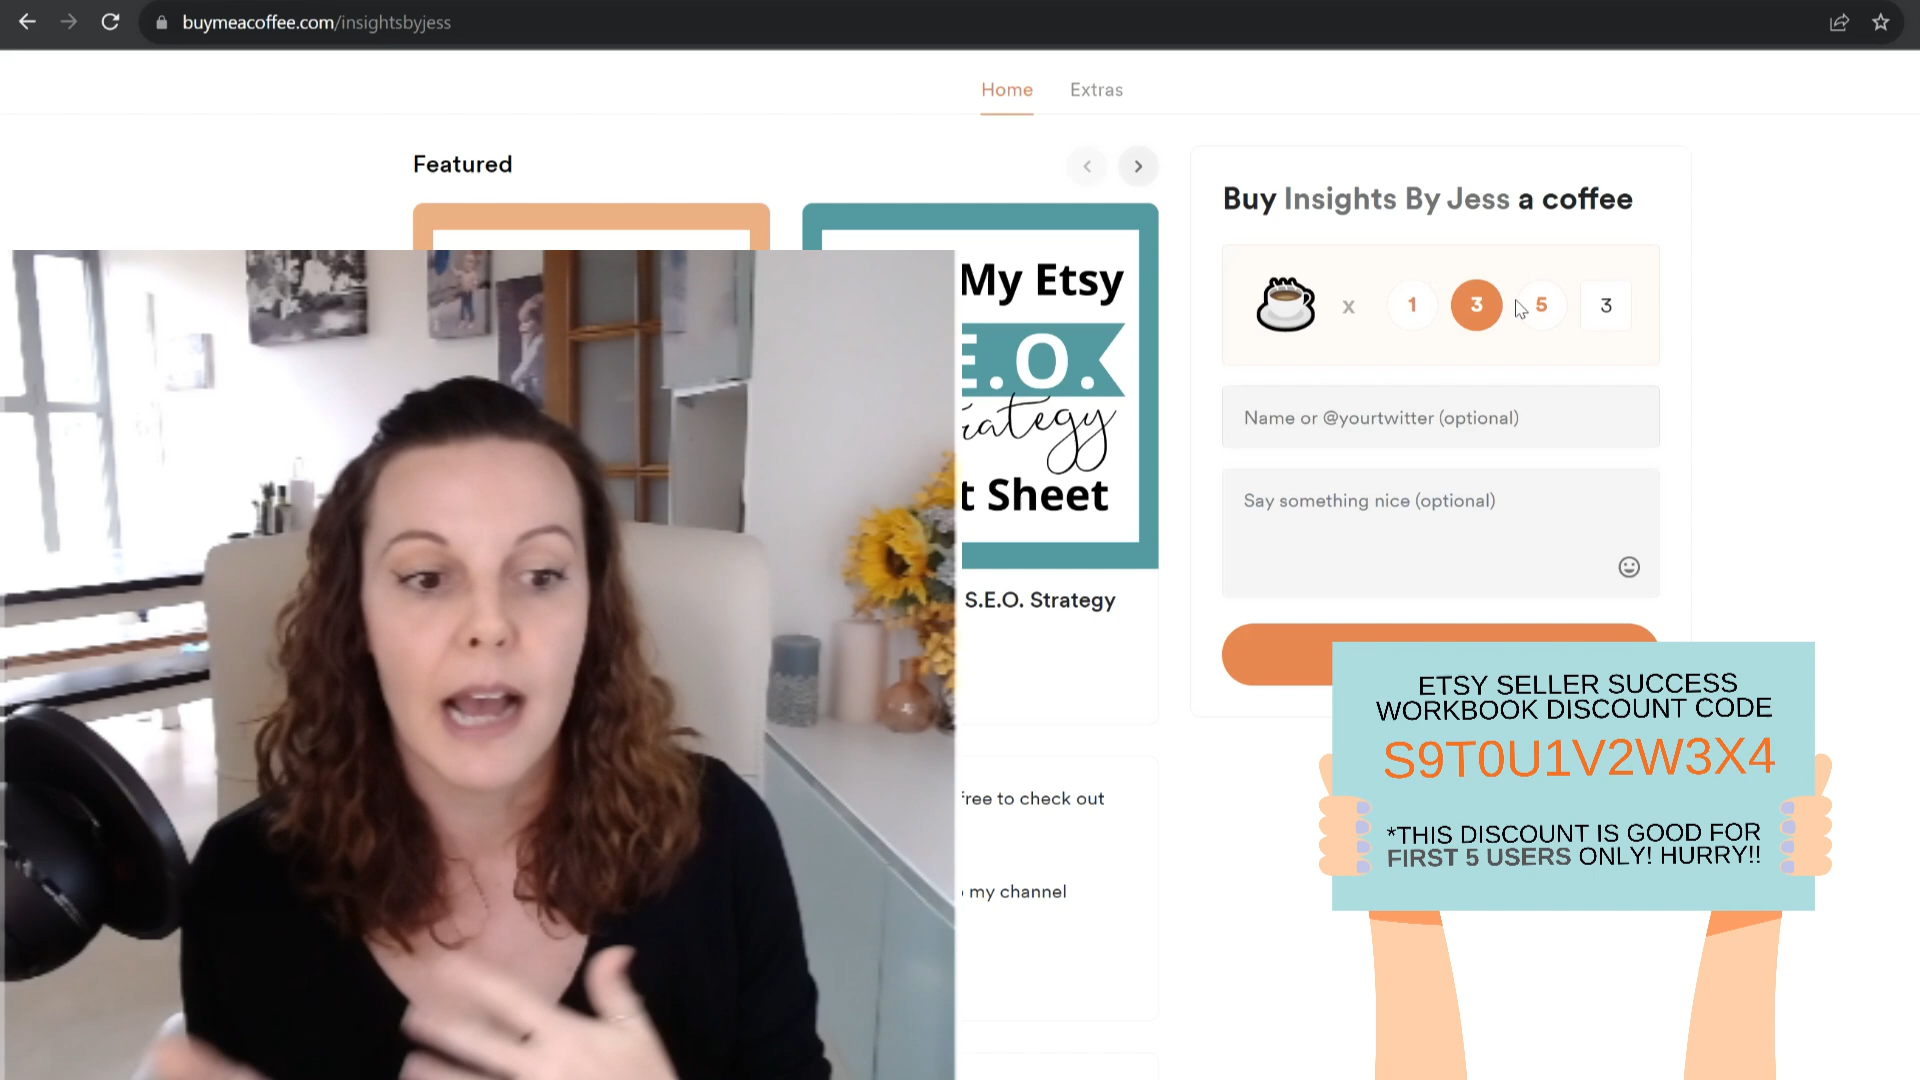 buymeacoffee.com/insightsbyjess
Home
Extras
Featured
My Etsy
E.O.
rategy
t Sheet
S.E.O. Strategy
free to check out
my channel
Buy Insights By Jess a coffee
x 1 3 5 3
Name or @yourtwitter (optional)
Say something nice (optional)
ETSY SELLER SUCCESS
WORKBOOK DISCOUNT CODE
S9T0U1V2W3X4
*THIS DISCOUNT IS GOOD FOR
FIRST 5 USERS ONLY! HURRY!!